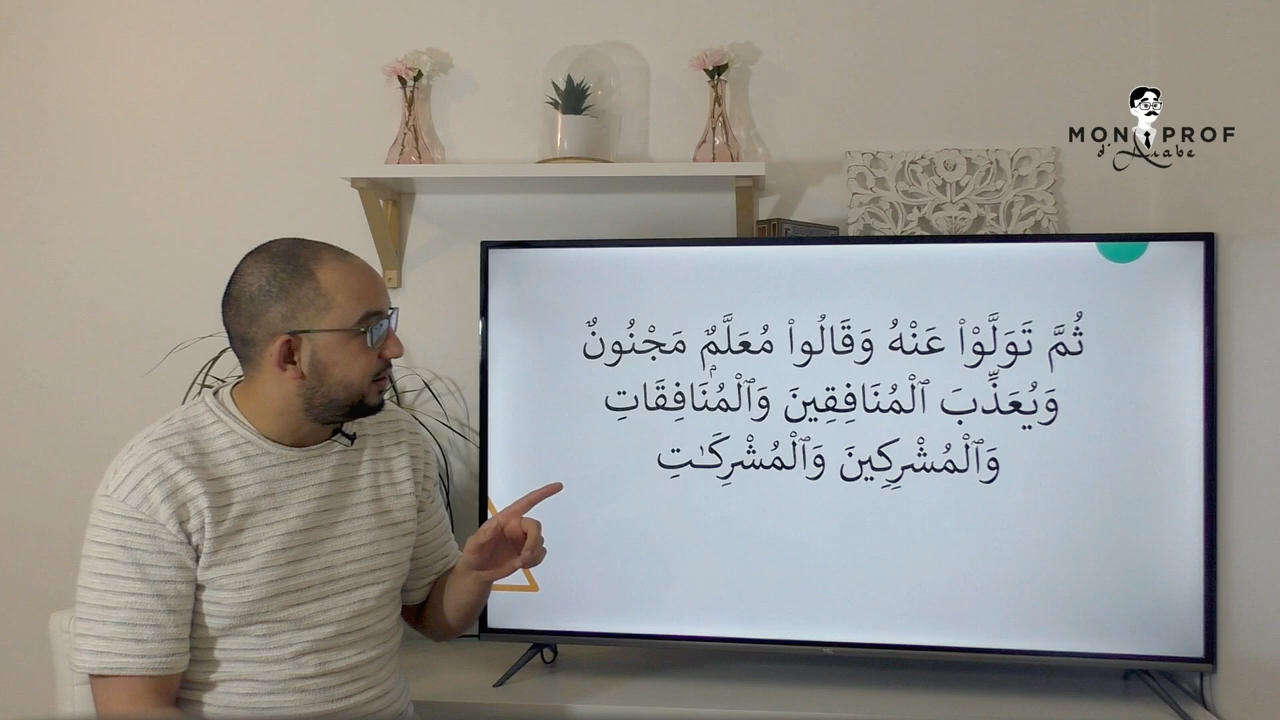 MON PROF
d'Arabe
ثُمَّ تَوَلَّوْا۟ عَنْهُ وَقَالُوا۟ مُعَلَّمٌۭ مَجْنُونٌ
وَيُعَذِّبَ ٱلْمُنَافِقِينَ وَٱلْمُنَافِقَاتِ
وَٱلْمُشْرِكِينَ وَٱلْمُشْرِكَـٰتِ